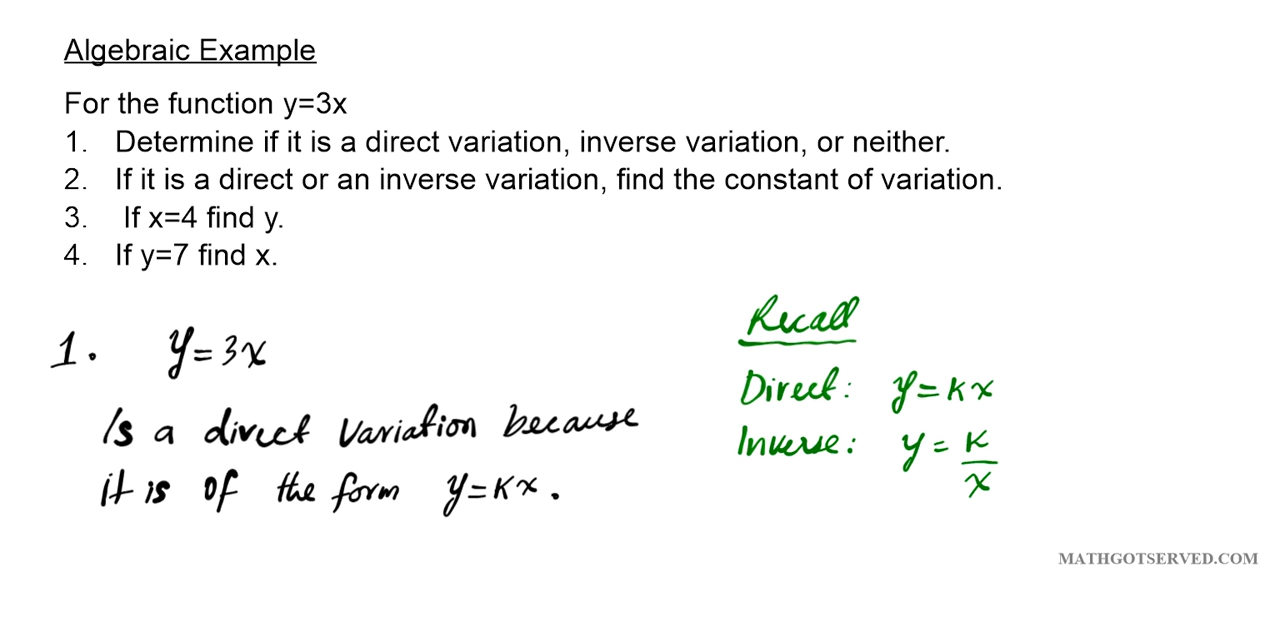 Algebraic Example
For the function y=3x
1. Determine if it is a direct variation, inverse variation, or neither.
2. If it is a direct or an inverse variation, find the constant of variation.
3. If x=4 find y.
4. If y=7 find x.
1. y=3x
Is a direct variation because
it is of the form y=kx.
Recall
Direct: y=kx
Inverse: y=k/x
MATHGOTSERVED.COM